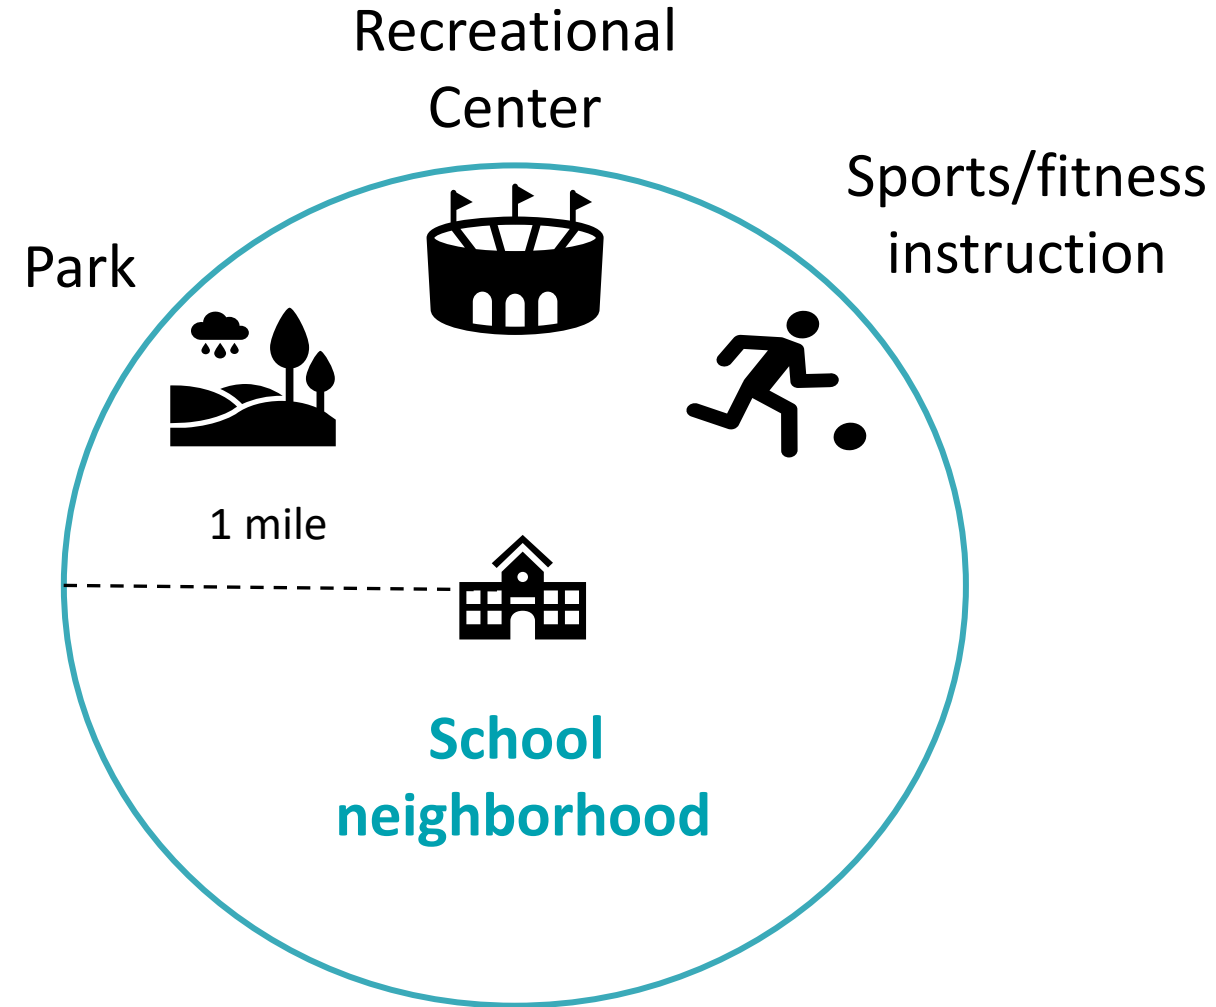 Recreational
Center
Sports/fitness
instruction
Park
1 mile
School
neighborhood